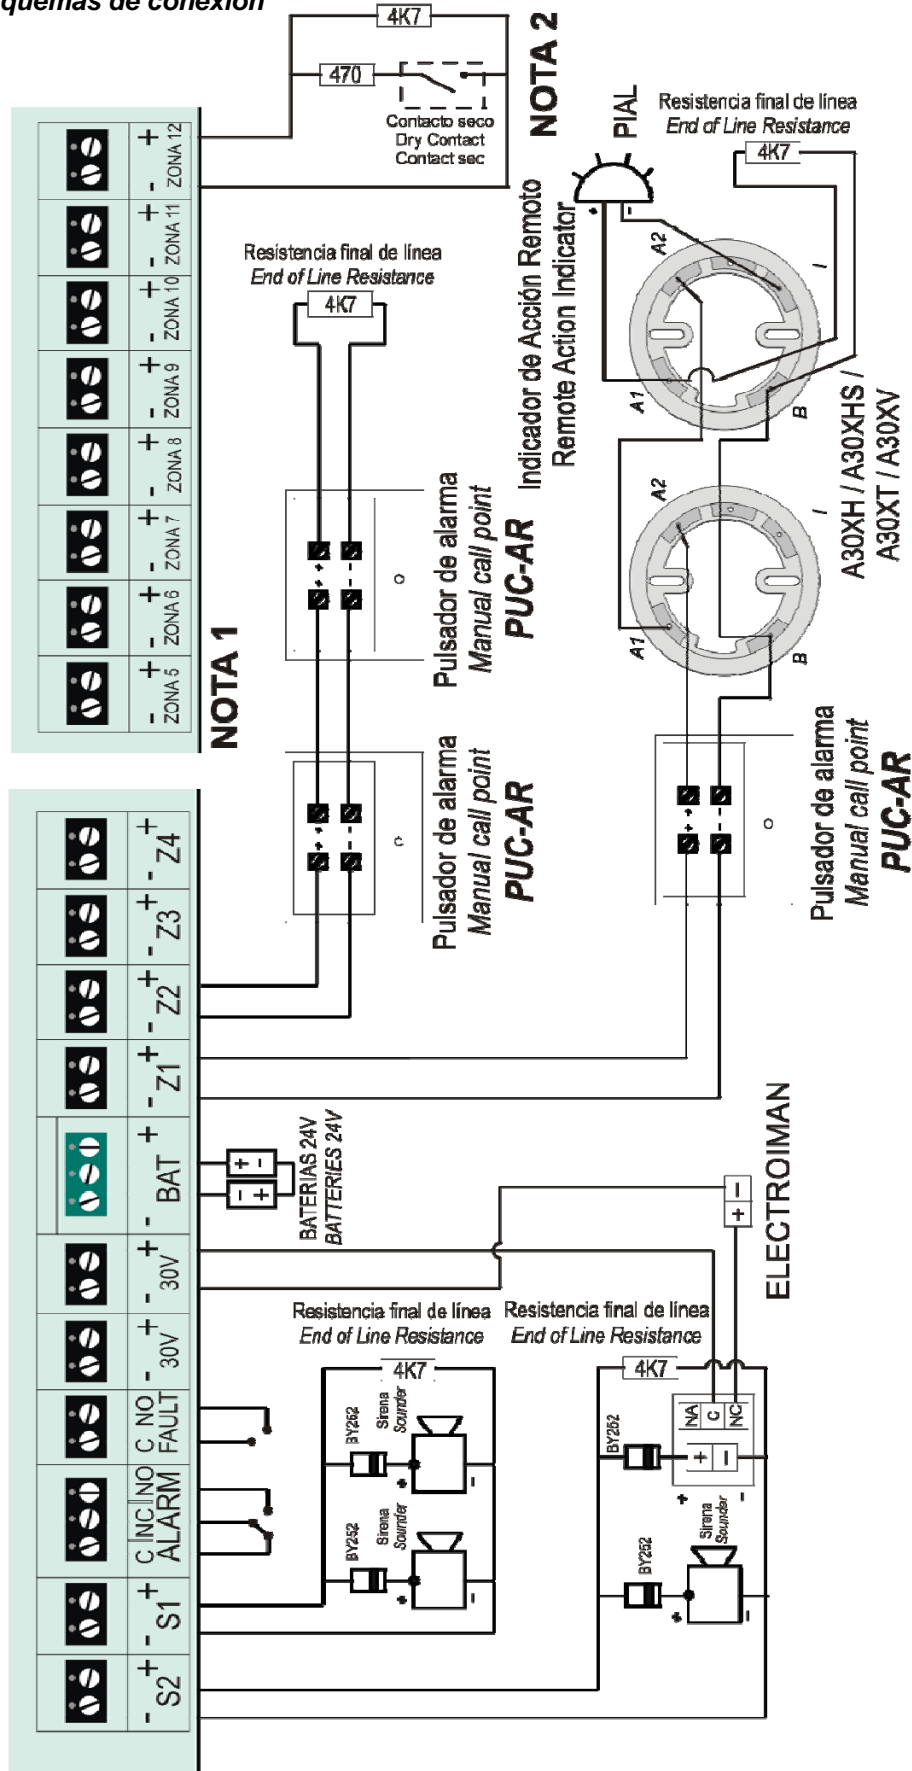 quemas de conexión
4K7
470
Contacto seco
Dry Contact
Contact sec
NOTA 2
- +
ZONA 12
- +
ZONA 11
- +
ZONA 10
- +
ZONA 9
- +
ZONA 8
- +
ZONA 7
- +
ZONA 6
- +
ZONA 5
NOTA 1
Resistencia final de línea
End of Line Resistance
4K7
Pulsador de alarma
Manual call point
PUC-AR
Pulsador de alarma
Manual call point
PUC-AR
PIAL
+
-
Indicador de Acción Remoto
Remote Action Indicator
Resistencia final de línea
End of Line Resistance
4K7
A2
A1
B
I
A2
A1
B
I
A30XH / A30XHS /
A30XT / A30XV
Pulsador de alarma
Manual call point
PUC-AR
- Z4 +
- Z3 +
- Z2 +
- Z1 +
- BAT +
- 30V +
- 30V +
C NO
FAULT
C NC NO
ALARM
- S1 +
- S2 +
BATERIAS 24V
BATTERIES 24V
+ -
- +
ELECTROIMAN
+ -
Resistencia final de línea
End of Line Resistance
4K7
BY252
Sirena
Sounder
+
-
BY252
Sirena
Sounder
+
-
Resistencia final de línea
End of Line Resistance
4K7
BY252
NA
C
NC
+ -
+
-
BY252
Sirena
Sounder
+
-